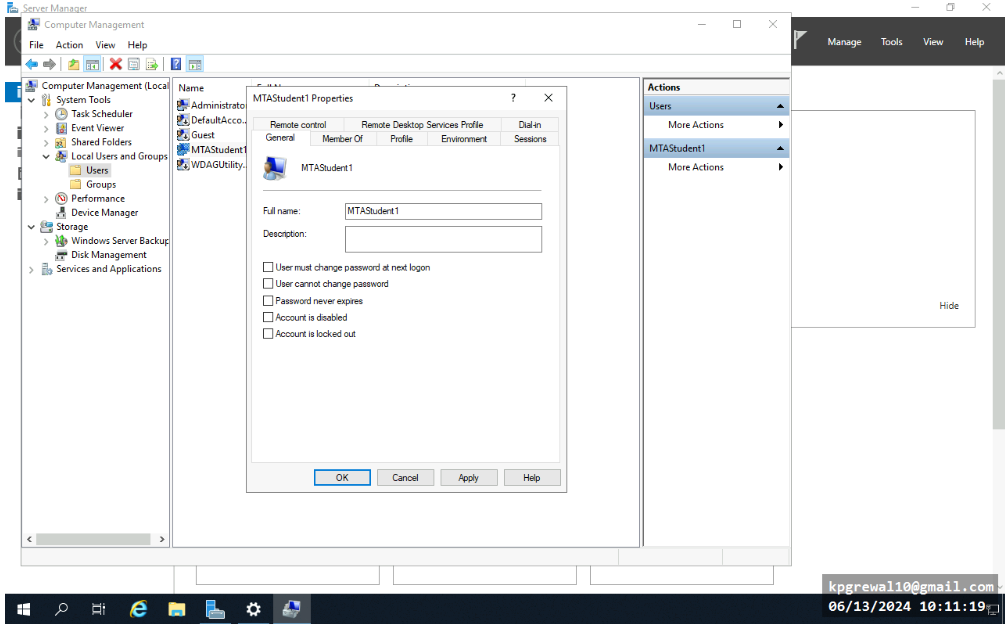 Server Manager
Computer Management
File Action View Help
Manage Tools View Help
Computer Management (Local
System Tools
Task Scheduler
Event Viewer
Shared Folders
Local Users and Groups
Users
Groups
Performance
Device Manager
Storage
Windows Server Backup
Disk Management
Services and Applications
Name
Administrato
DefaultAcco...
Guest
MTAStudent1
WDAGUtility...
MTAStudent1 Properties
Remote control Remote Desktop Services Profile Dial-in
General Member Of Profile Environment Sessions
MTAStudent1
Full name: MTAStudent1
Description:
User must change password at next logon
User cannot change password
Password never expires
Account is disabled
Account is locked out
OK Cancel Apply Help
Actions
Users
More Actions
MTAStudent1
More Actions
Hide
kpgrewal10@gmail.com
06/13/2024 10:11:19